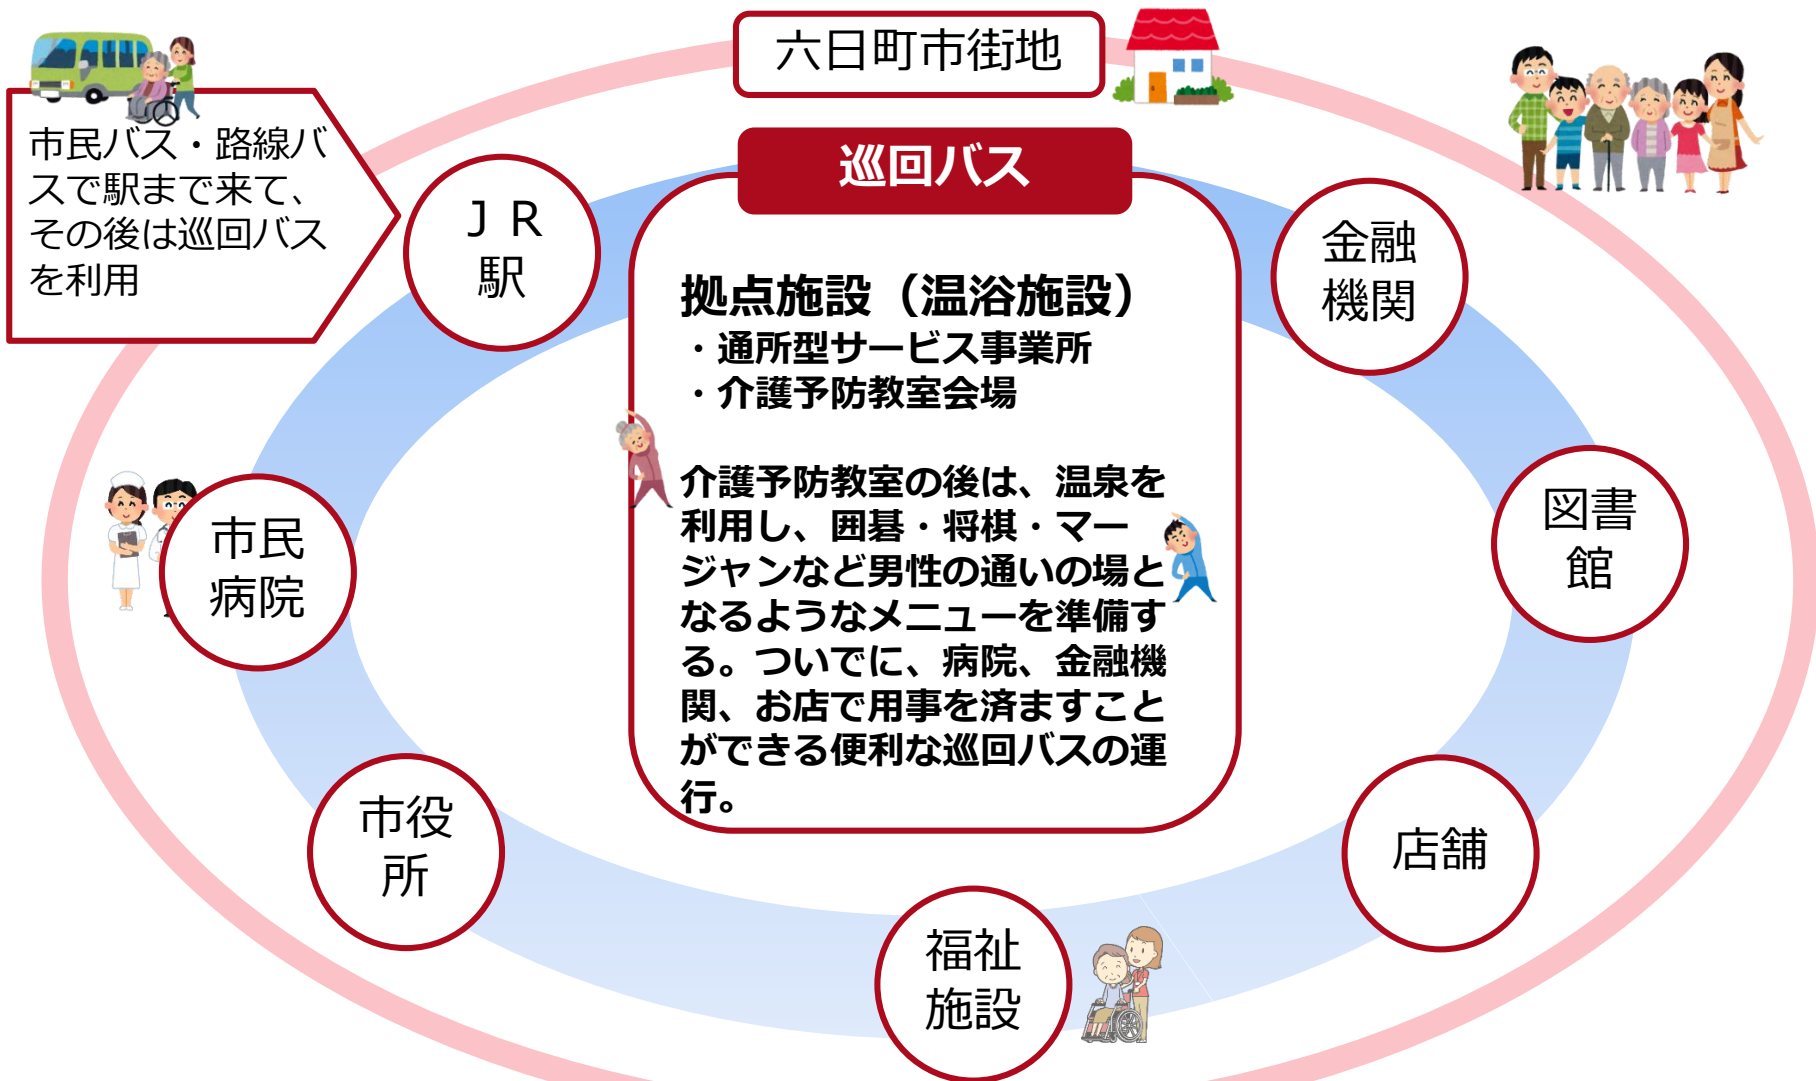 六日町市街地
市民バス・路線バ
スで駅まで来て、
その後は巡回バス
を利用
巡回バス
ＪＲ
駅
金融
機関
拠点施設（温浴施設）
・通所型サービス事業所
・介護予防教室会場
介護予防教室の後は、温泉を
利用し、囲碁・将棋・マー
ジャンなど男性の通いの場と
なるようなメニューを準備す
る。ついでに、病院、金融機
関、お店で用事を済ますこと
ができる便利な巡回バスの運
行。
市民
病院
図書
館
市役
所
店舗
福祉
施設